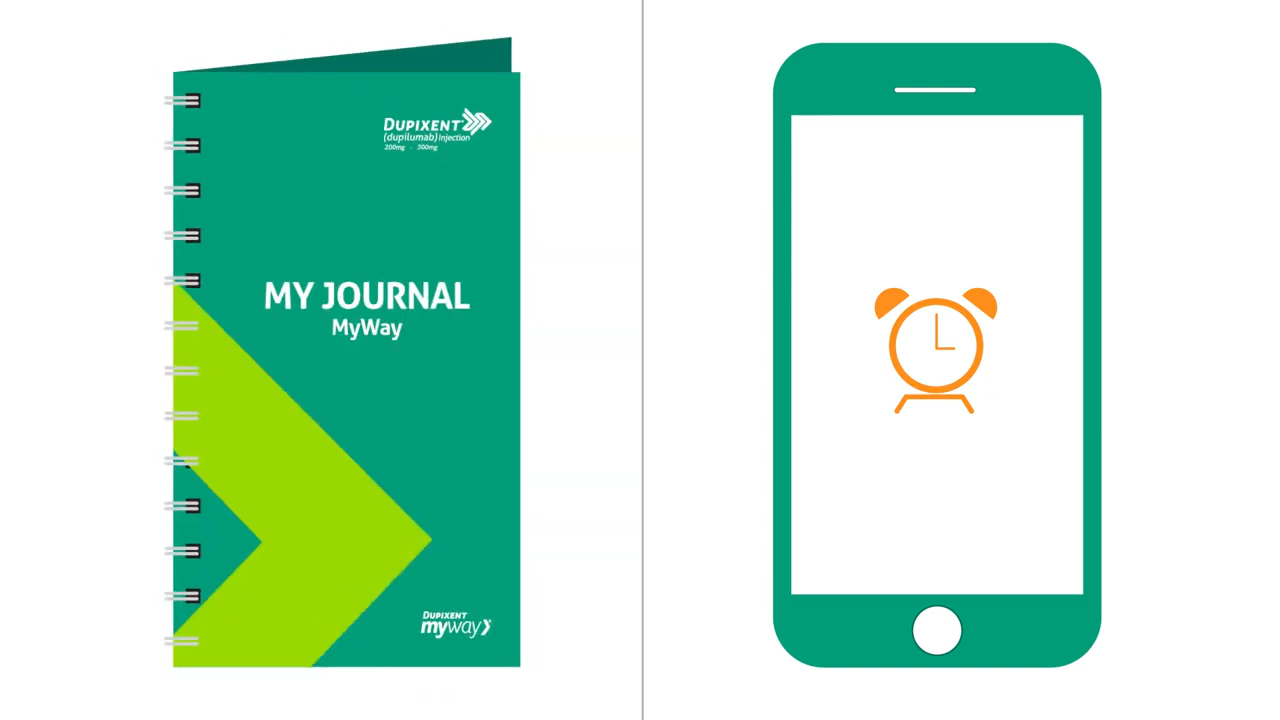 DUPIXENT
(dupilumab) Injection
200mg · 300mg
MY JOURNAL
MyWay
DUPIXENT
myway